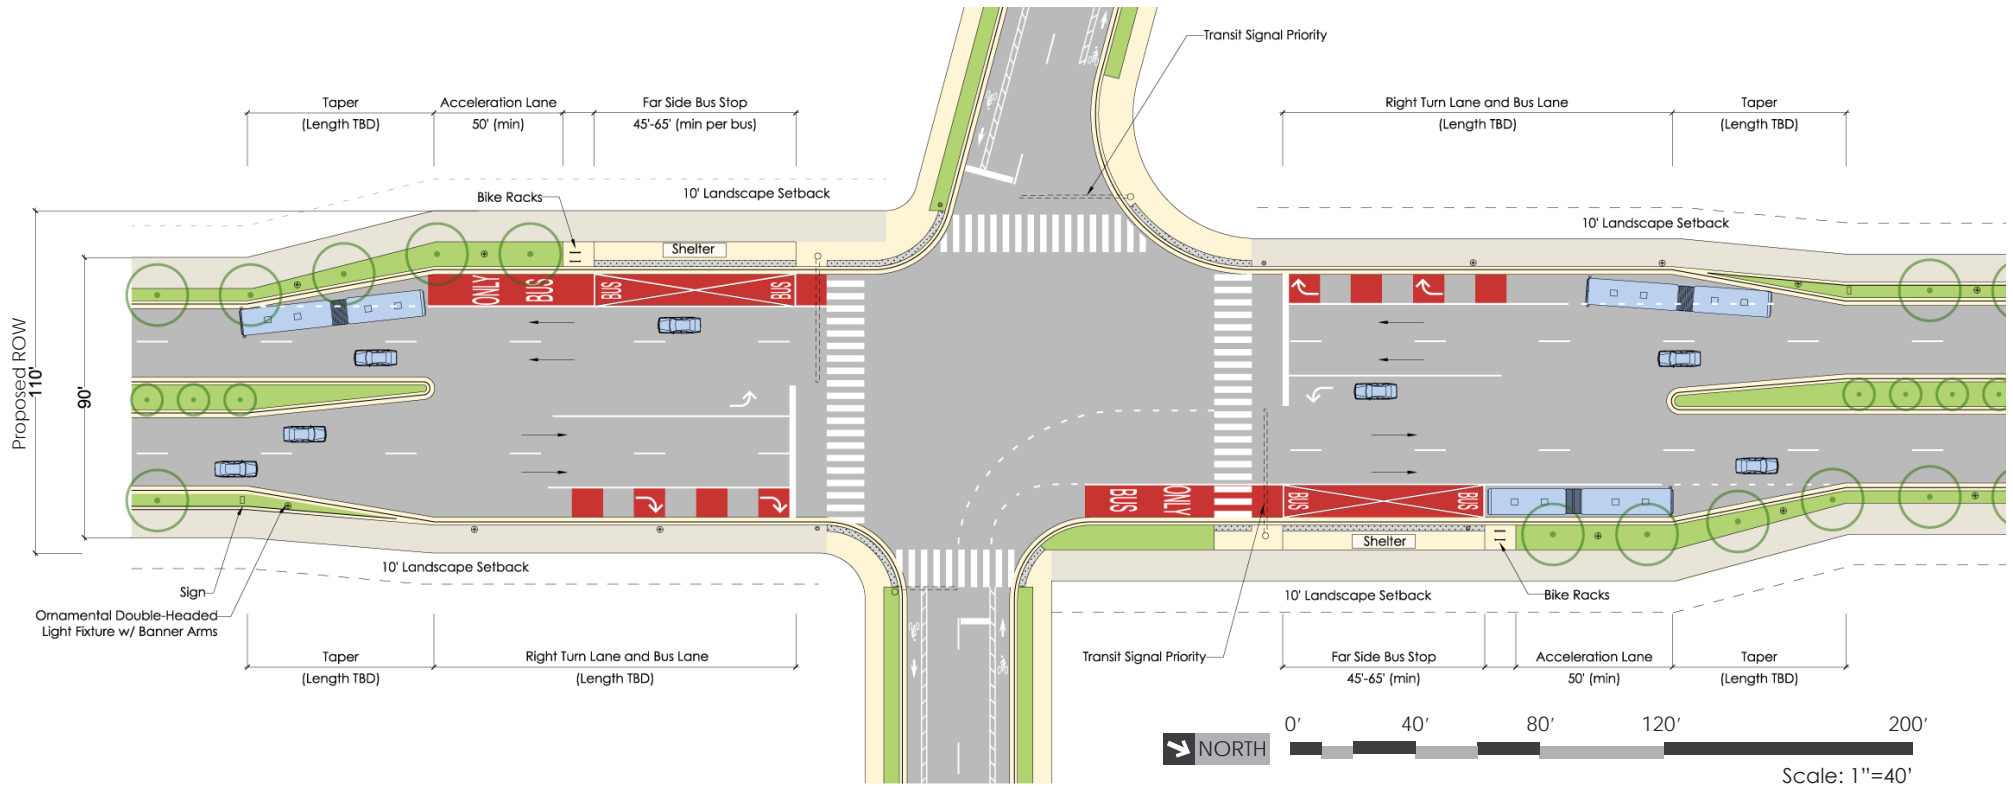 Transit Signal Priority
Taper
(Length TBD)
Acceleration Lane
50' (min)
Far Side Bus Stop
45'-65' (min per bus)
Right Turn Lane and Bus Lane
(Length TBD)
Taper
(Length TBD)
Bike Racks
10' Landscape Setback
10' Landscape Setback
Shelter
ONLY
BUS
BUS
BUS
Proposed ROW
110'
90'
BUS
ONLY
BUS
BUS
Shelter
10' Landscape Setback
Sign
Ornamental Double-Headed
Light Fixture w/ Banner Arms
10' Landscape Setback
Bike Racks
Taper
(Length TBD)
Right Turn Lane and Bus Lane
(Length TBD)
Transit Signal Priority
Far Side Bus Stop
45'-65' (min)
Acceleration Lane
50' (min)
Taper
(Length TBD)
0' 40' 80' 120' 200'
NORTH
Scale: 1"=40'